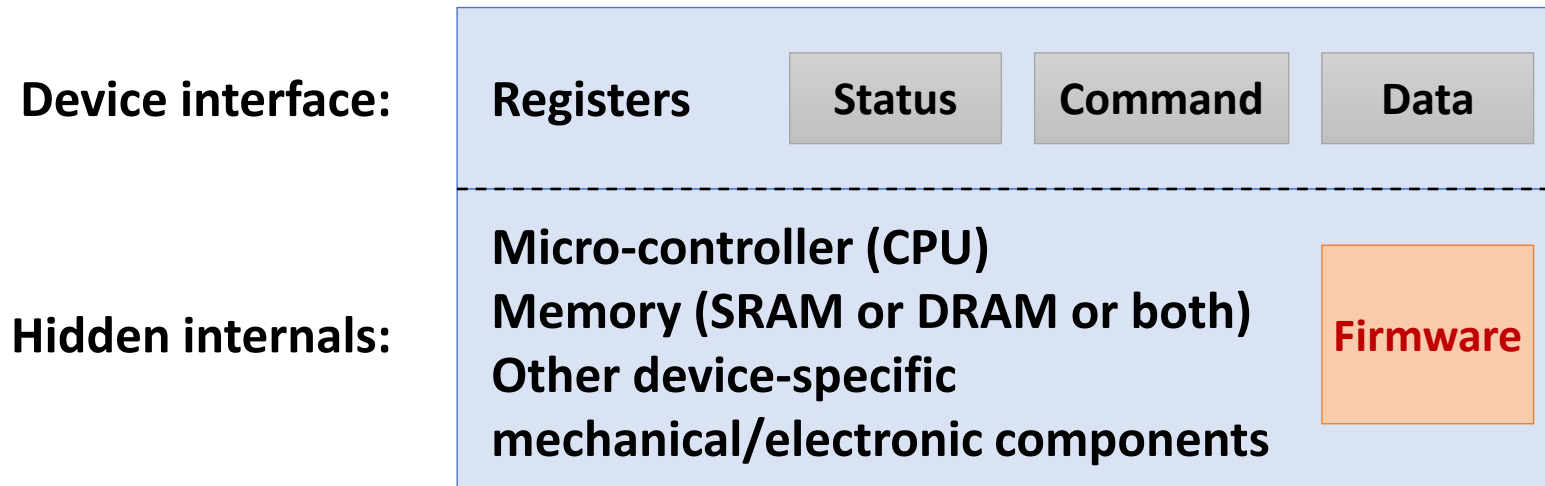 Device interface:
Registers
Status
Command
Data
Hidden internals:
Micro-controller (CPU)
Memory (SRAM or DRAM or both)
Other device-specific
mechanical/electronic components
Firmware